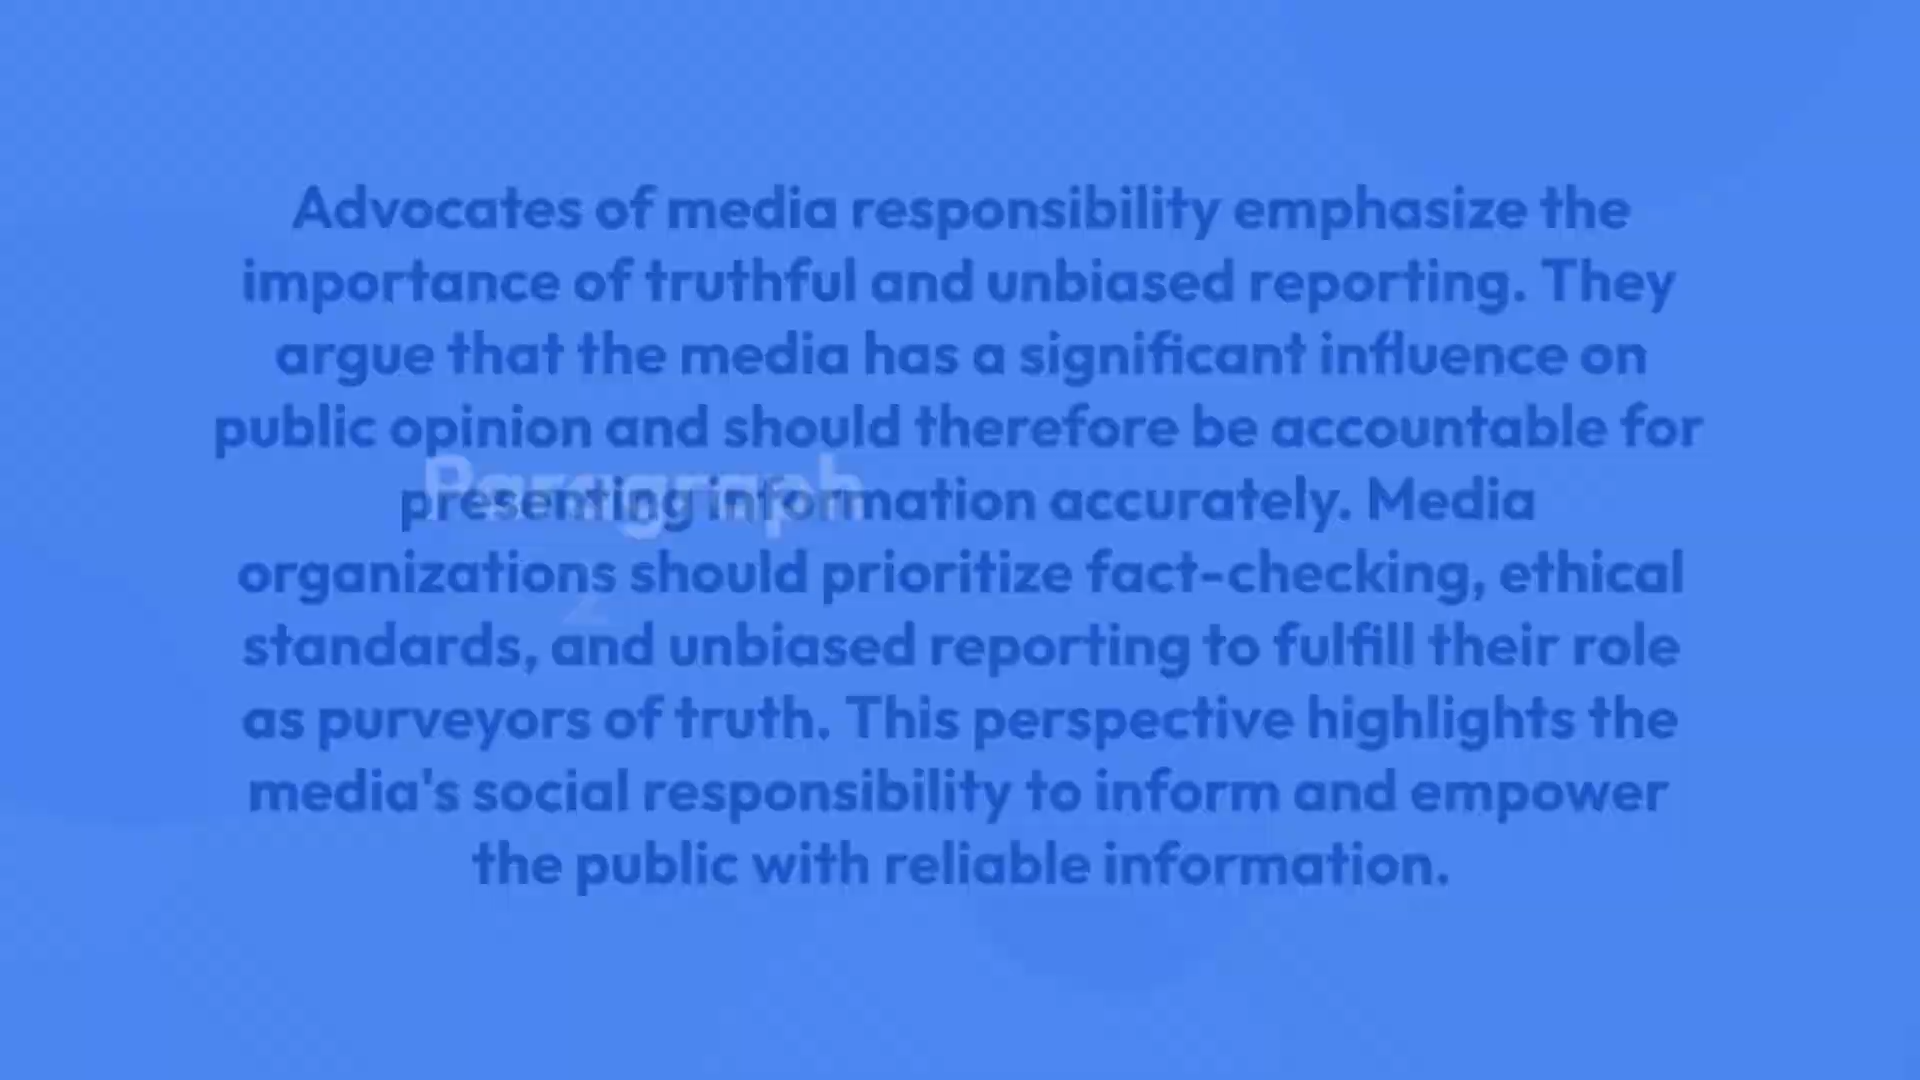 Advocates of media responsibility emphasize the
importance of truthful and unbiased reporting. They
argue that the media has a significant influence on
public opinion and should therefore be accountable for
presenting information accurately. Media
organizations should prioritize fact-checking, ethical
standards, and unbiased reporting to fulfill their role
as purveyors of truth. This perspective highlights the
media's social responsibility to inform and empower
the public with reliable information.
Paragraph
2